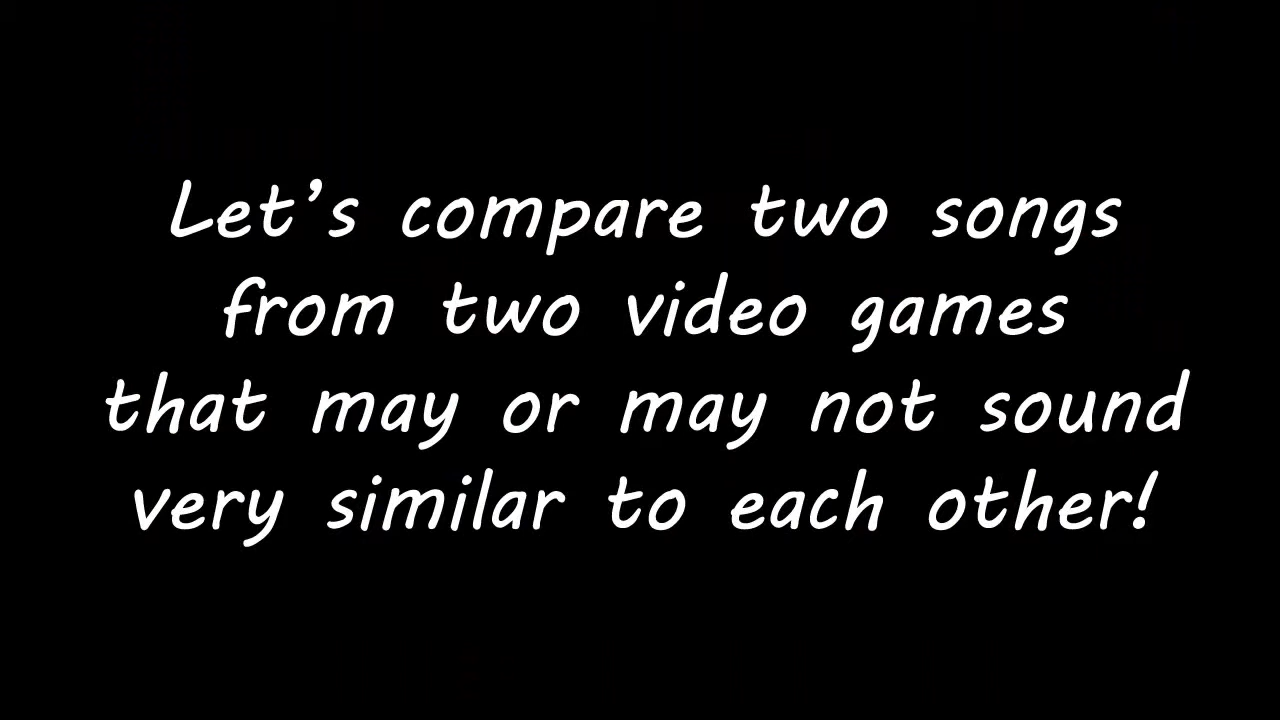 Let’s compare two songs
from two video games
that may or may not sound
very similar to each other!